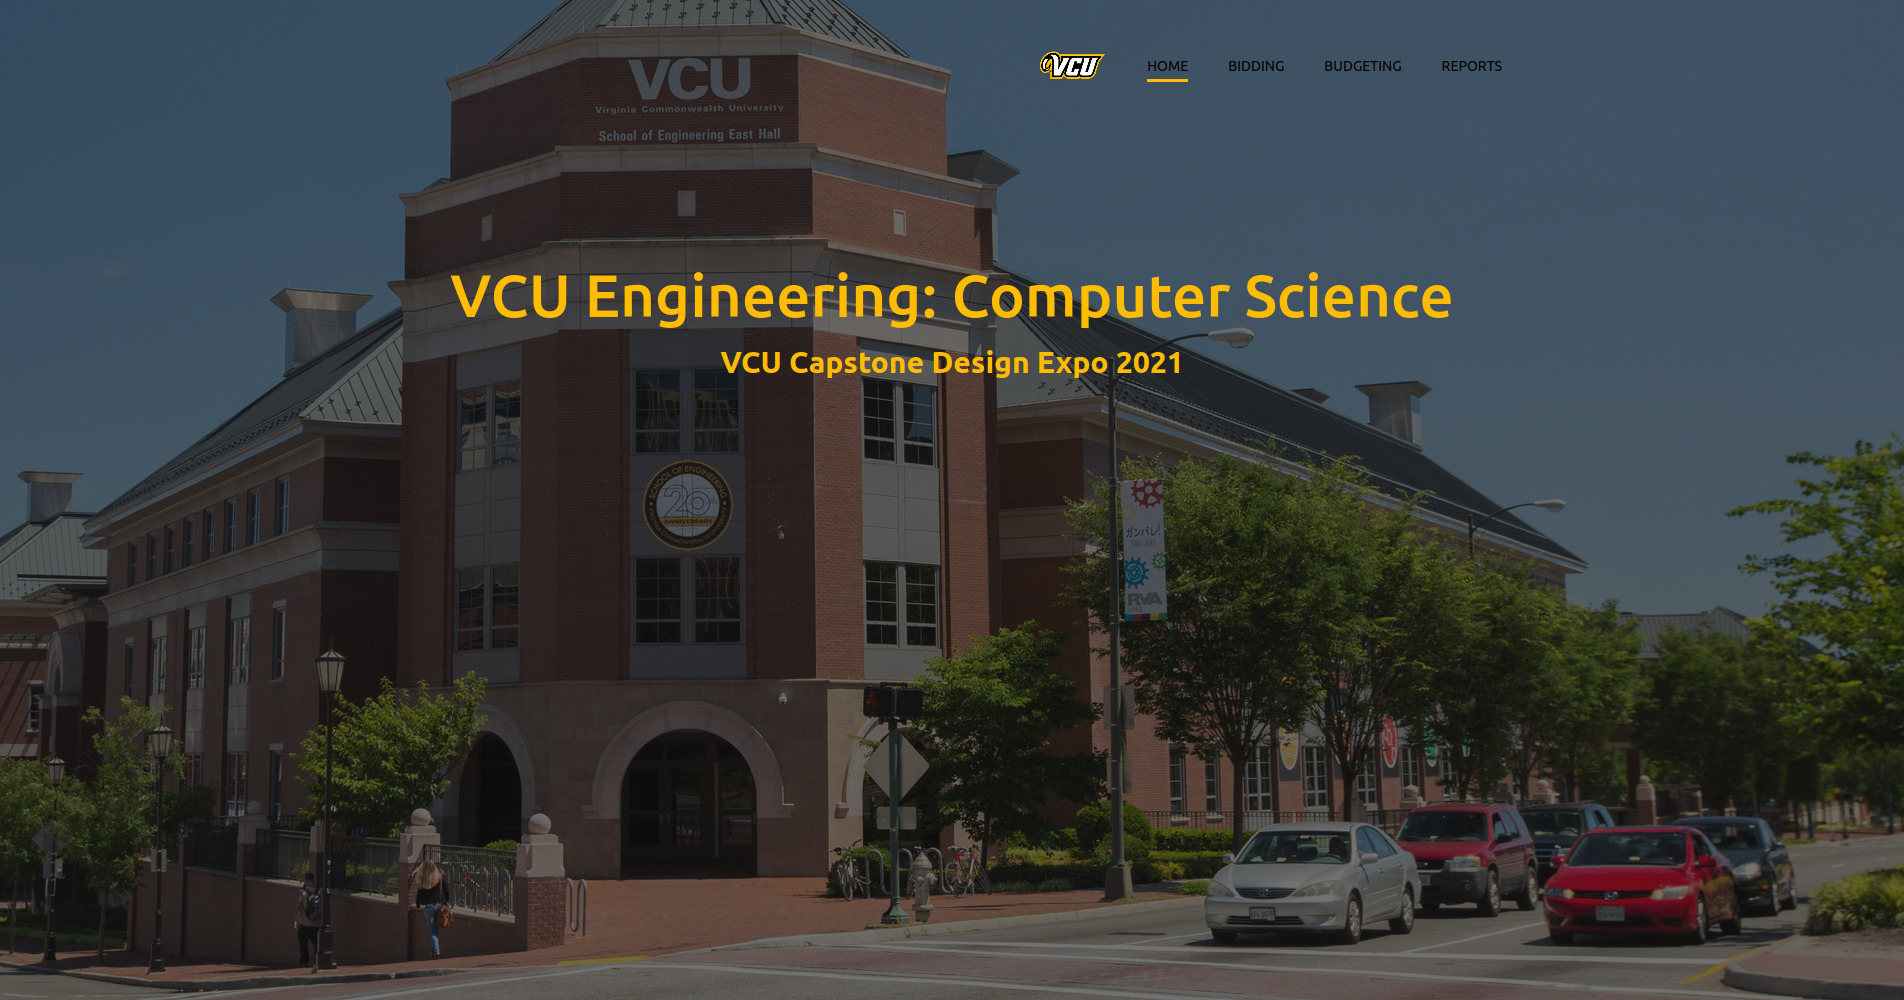 VCU
HOME
BIDDING
BUDGETING
REPORTS
VCU
Virginia Commonwealth University
School of Engineering East Hall
VCU Engineering: Computer Science
VCU Capstone Design Expo 2021
SCHOOL OF ENGINEERING
20
ANNIVERSARY
ガンバレ!
RVA